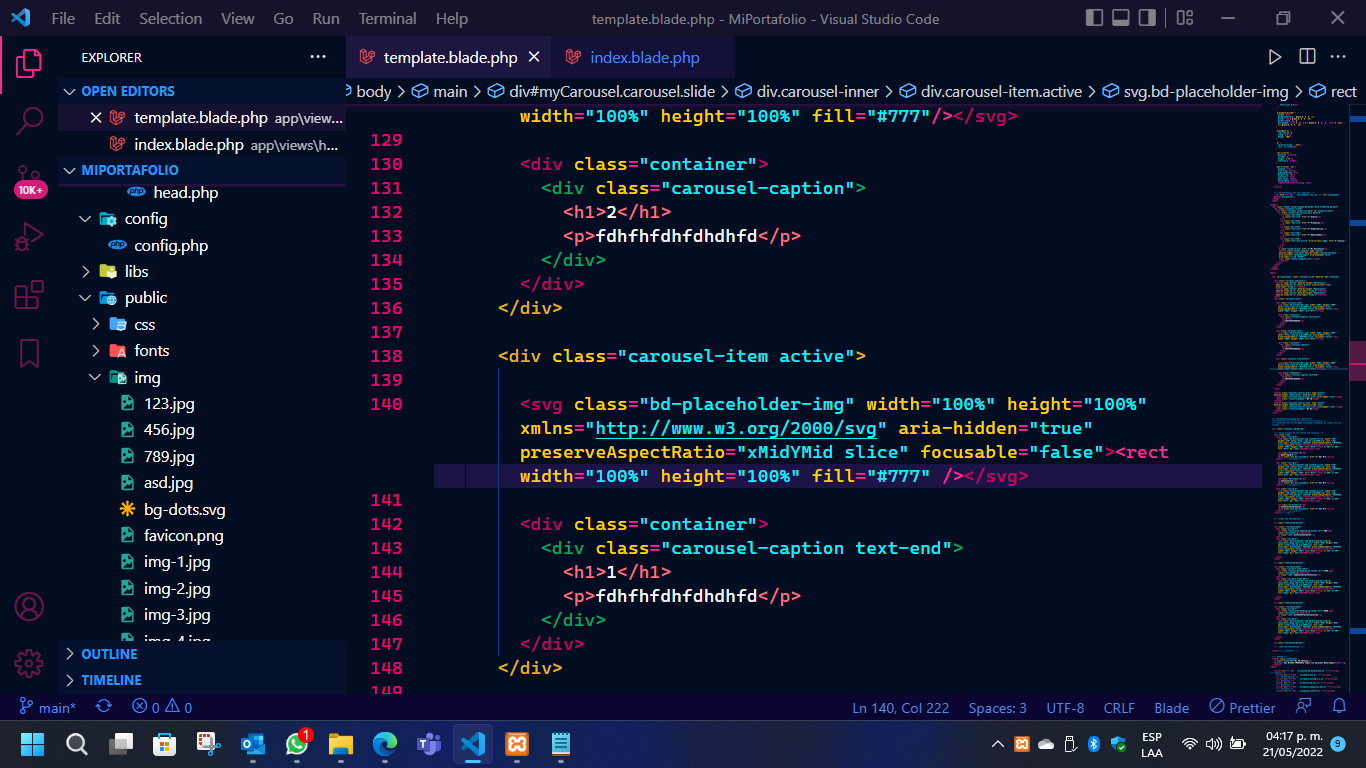 File Edit Selection View Go Run Terminal Help
template.blade.php - MiPortafolio - Visual Studio Code
EXPLORER
template.blade.php
index.blade.php
OPEN EDITORS
body > main > div#myCarousel.carousel.slide > div.carousel-inner > div.carousel-item.active > svg.bd-placeholder-img > rect
template.blade.php app\view...
index.blade.php app\views\h...
MIPORTAFOLIO
10K+
head.php
config
config.php
libs
public
css
fonts
img
123.jpg
456.jpg
789.jpg
asd.jpg
bg-dots.svg
favicon.png
img-1.jpg
img-2.jpg
img-3.jpg
img-4.jpg
OUTLINE
TIMELINE
width="100%" height="100%" fill="#777"/></svg>
129
130 <div class="container">
131 <div class="carousel-caption">
132 <h1>2</h1>
133 <p>fdhfhfdhfdhdhfd</p>
134 </div>
135 </div>
136 </div>
137
138 <div class="carousel-item active">
139
140 <svg class="bd-placeholder-img" width="100%" height="100%"
xmlns="http://www.w3.org/2000/svg" aria-hidden="true"
preserveAspectRatio="xMidYMid slice" focusable="false"><rect
width="100%" height="100%" fill="#777" /></svg>
141
142 <div class="container">
143 <div class="carousel-caption text-end">
144 <h1>1</h1>
145 <p>fdhfhfdhfdhdhfd</p>
146 </div>
147 </div>
148 </div>
149
main* 0 0 Ln 140, Col 222 Spaces: 3 UTF-8 CRLF Blade Prettier
1
ESP
LAA
04:17 p. m.
21/05/2022
9